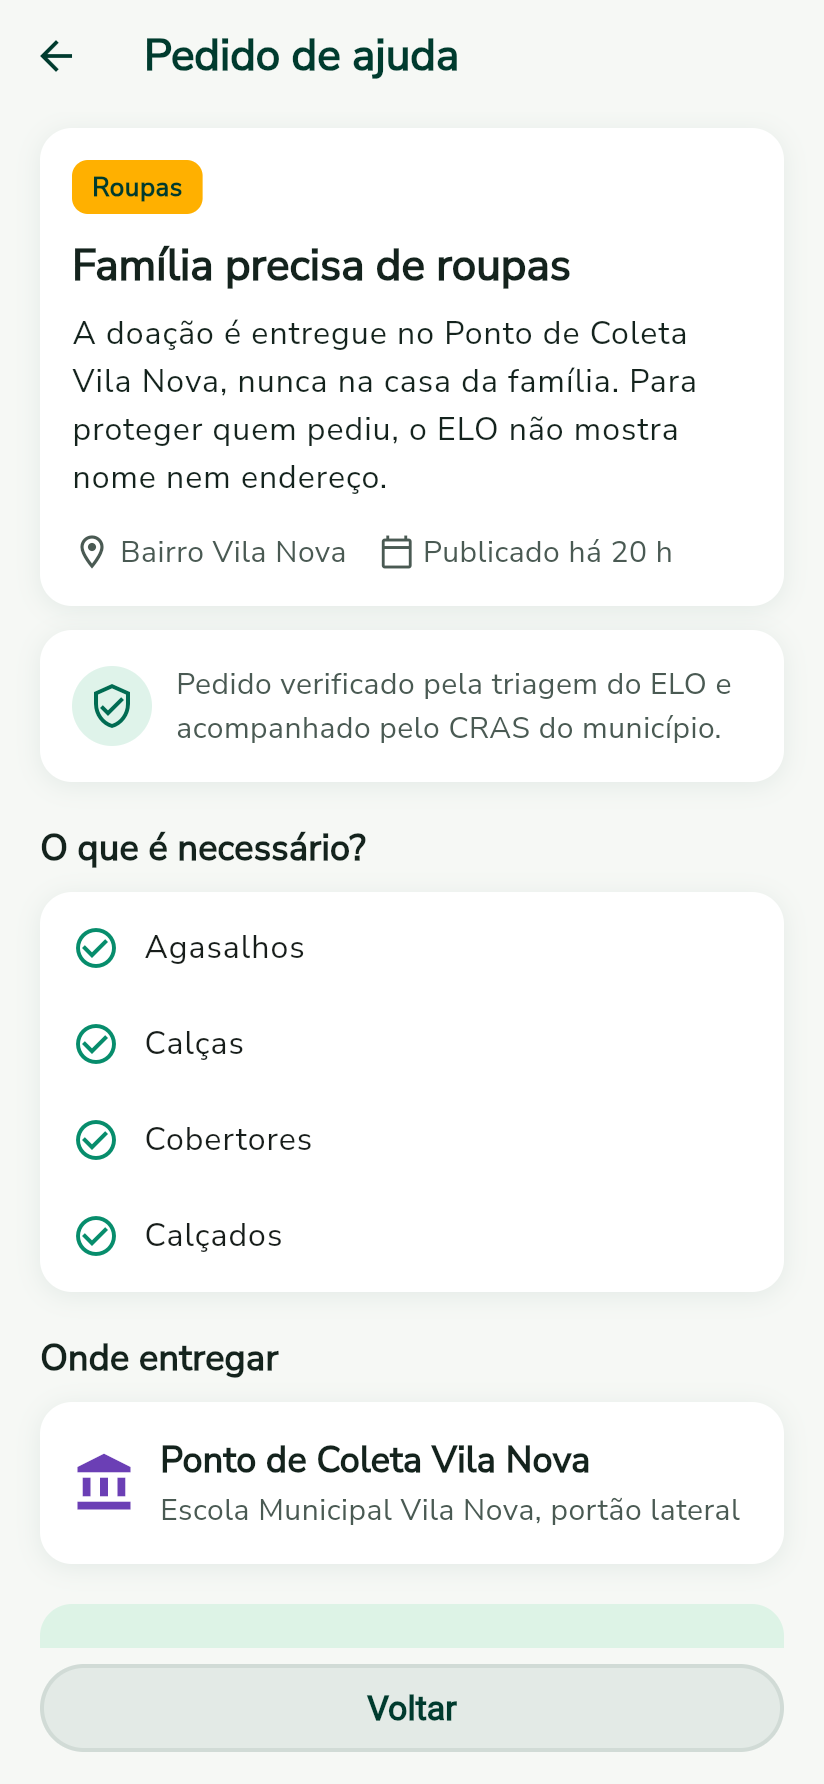 Pedido de ajuda
Roupas
Família precisa de roupas
A doação é entregue no Ponto de Coleta
Vila Nova, nunca na casa da família. Para
proteger quem pediu, o ELO não mostra
nome nem endereço.
Bairro Vila Nova Publicado há 20 h
Pedido verificado pela triagem do ELO e
acompanhado pelo CRAS do município.
O que é necessário?
Agasalhos
Calças
Cobertores
Calçados
Onde entregar
Ponto de Coleta Vila Nova
Escola Municipal Vila Nova, portão lateral
Voltar